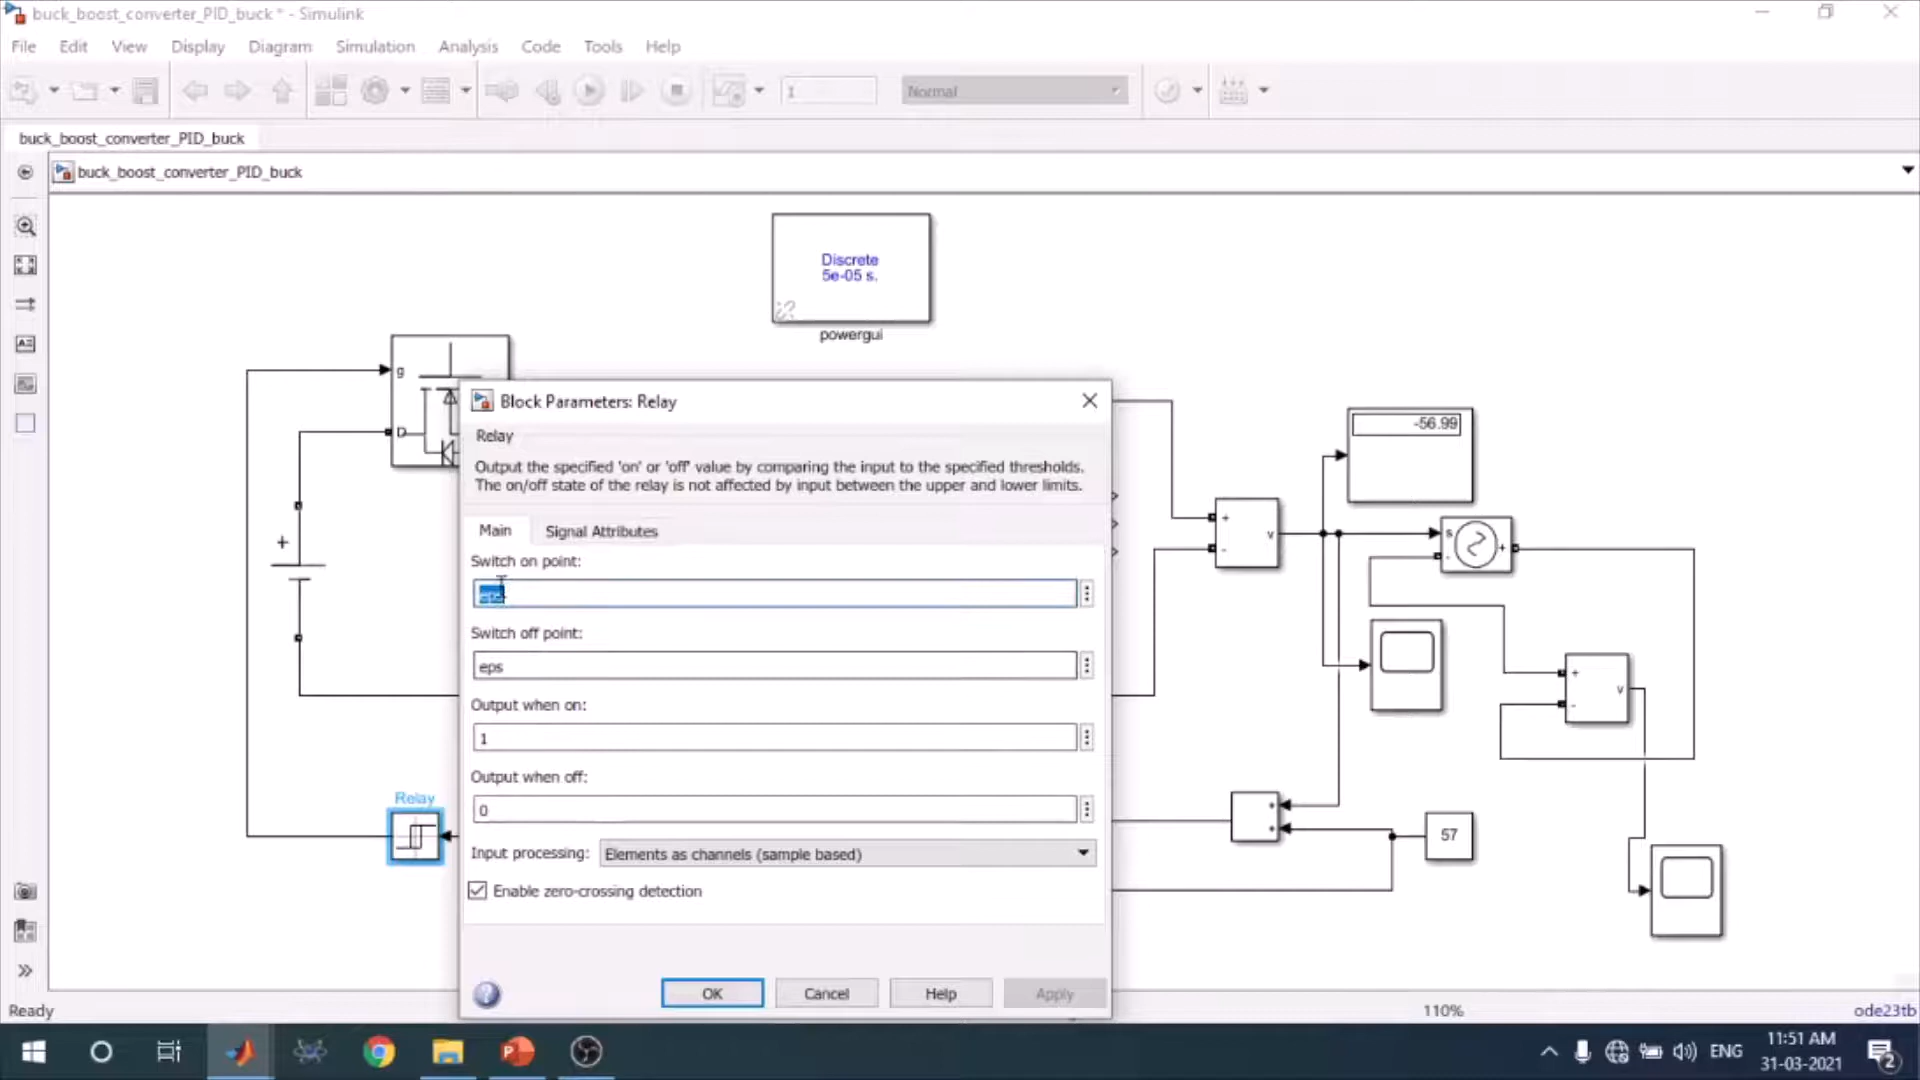 buck_boost_converter_PID_buck * - Simulink
File Edit View Display Diagram Simulation Analysis Code Tools Help
1
Normal
buck_boost_converter_PID_buck
buck_boost_converter_PID_buck
Discrete
5e-05 s.
powergui
g
D
+
Block Parameters: Relay
Relay
Output the specified 'on' or 'off' value by comparing the input to the specified thresholds.
The on/off state of the relay is not affected by input between the upper and lower limits.
Main Signal Attributes
Switch on point:
Switch off point:
eps
Output when on:
1
Output when off:
0
Input processing: Elements as channels (sample based)
Enable zero-crossing detection
OK Cancel Help Apply
Relay
-56.99
+
-
v
s
-
+
+
-
v
57
Ready
110%
ode23tb
ENG
11:51 AM
31-03-2021
2